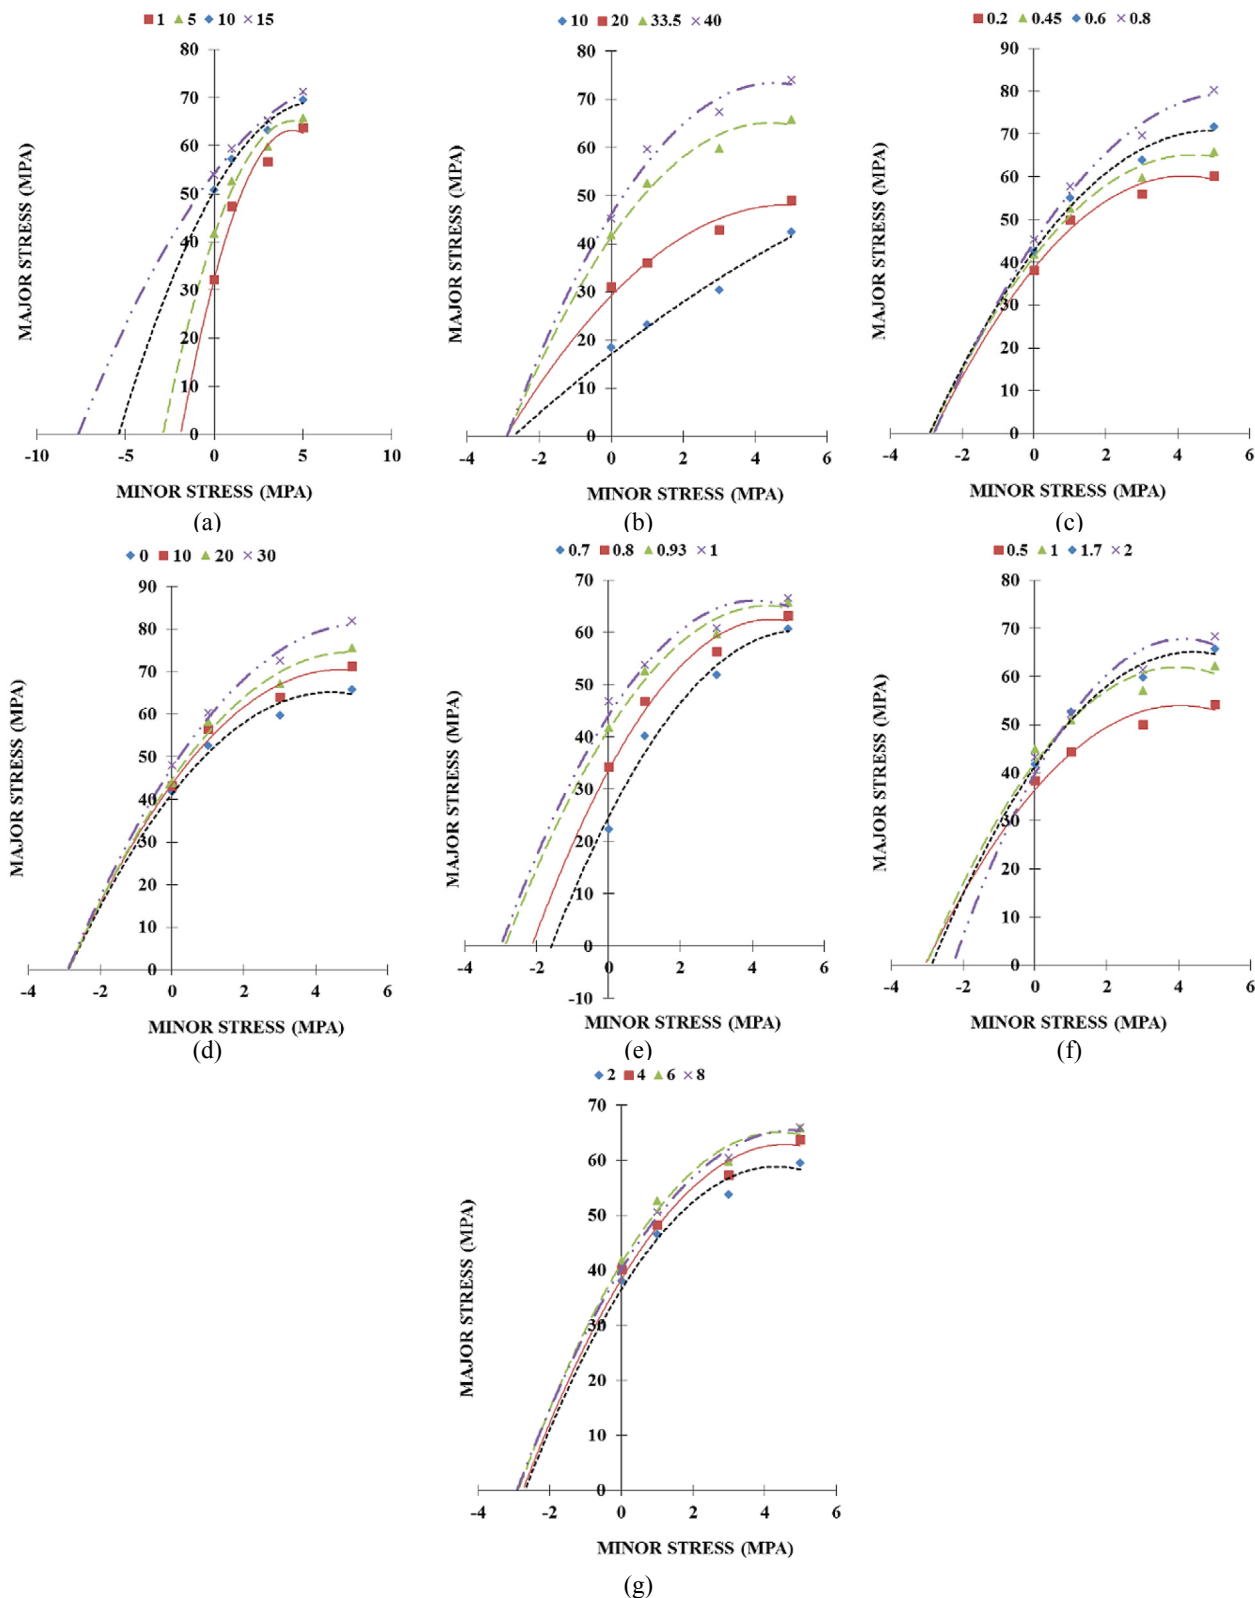 1 5 10 15
80
70
60
50
40
30
20
10
0
-10 -5 0 5 10
MAJOR STRESS (MPA)
MINOR STRESS (MPA)
(a)
10 20 33.5 40
80
70
60
50
40
30
20
10
0
-4 -2 0 2 4 6
MAJOR STRESS (MPA)
MINOR STRESS (MPA)
(b)
0.2 0.45 0.6 0.8
90
80
70
60
50
40
30
20
10
0
-4 -2 0 2 4 6
MAJOR STRESS (MPA)
MINOR STRESS (MPA)
(c)
0 10 20 30
90
80
70
60
50
40
30
20
10
0
-4 -2 0 2 4 6
MAJOR STRESS (MPA)
MINOR STRESS (MPA)
(d)
0.7 0.8 0.93 1
70
60
50
40
30
20
10
0
-10
-4 -2 0 2 4 6
MAJOR STRESS (MPA)
MINOR STRESS (MPA)
(e)
0.5 1 1.7 2
80
70
60
50
40
30
20
10
0
-4 -2 0 2 4 6
MAJOR STRESS (MPA)
MINOR STRESS (MPA)
(f)
2 4 6 8
70
60
50
40
30
20
10
0
-4 -2 0 2 4 6
MAJOR STRESS (MPA)
MINOR STRESS (MPA)
(g)